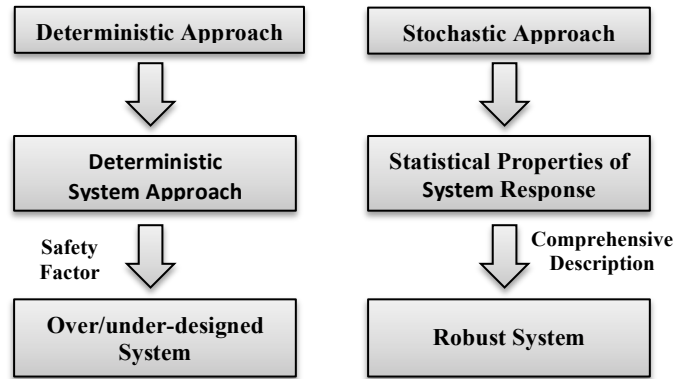 Deterministic Approach
Stochastic Approach
Deterministic
System Approach
Statistical Properties of
System Response
Safety
Factor
Comprehensive
Description
Over/under-designed
System
Robust System